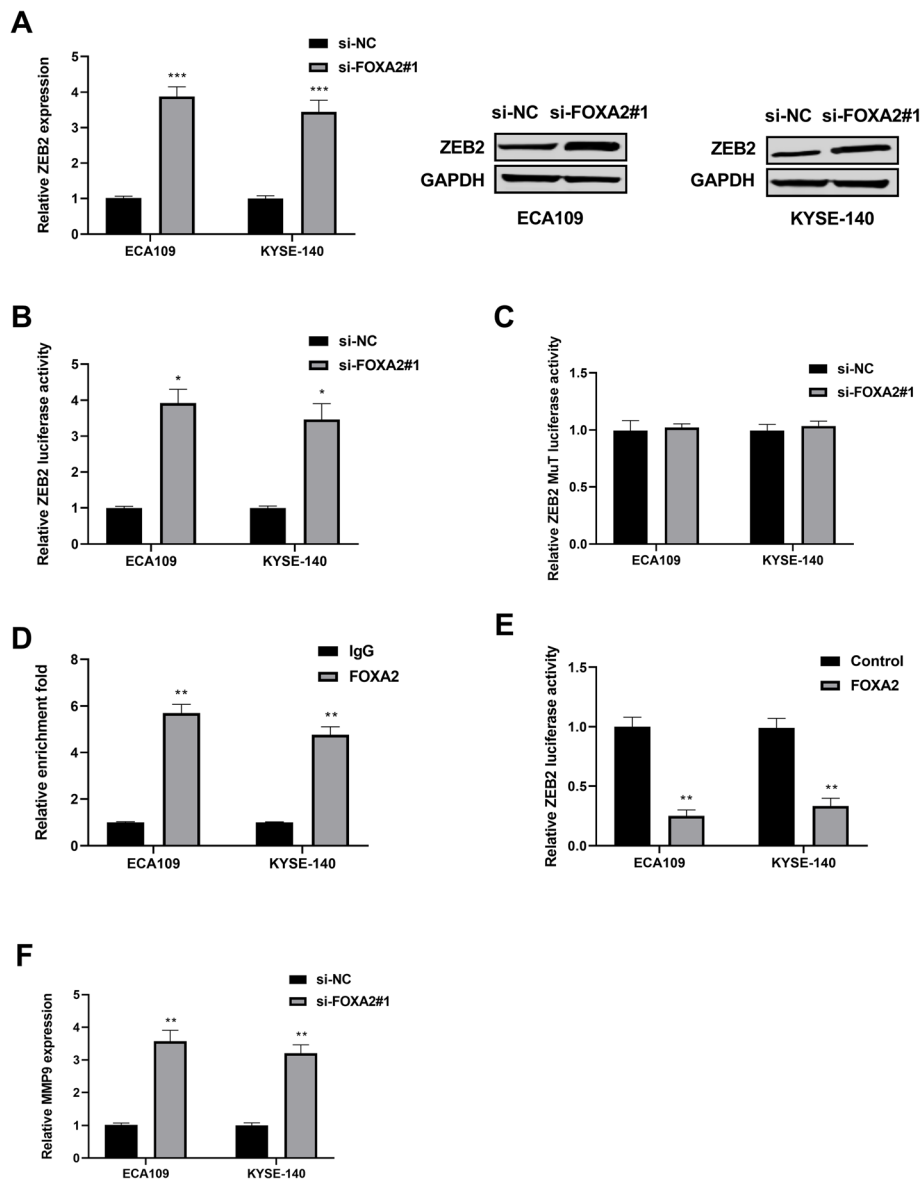 A
si-NC
si-FOXA2#1
Relative ZEB2 expression
5
4
3
2
1
0
***
***
ECA109
KYSE-140
si-NC si-FOXA2#1
ZEB2
GAPDH
ECA109
si-NC si-FOXA2#1
ZEB2
GAPDH
KYSE-140
B
si-NC
si-FOXA2#1
Relative ZEB2 luciferase activity
5
4
3
2
1
0
*
*
ECA109
KYSE-140
C
si-NC
si-FOXA2#1
Relative ZEB2 MuT luciferase activity
1.5
1.0
0.5
0.0
ECA109
KYSE-140
D
IgG
FOXA2
Relative enrichment fold
8
6
4
2
0
**
**
ECA109
KYSE-140
E
Control
FOXA2
Relative ZEB2 luciferase activity
1.5
1.0
0.5
0.0
**
**
ECA109
KYSE-140
F
si-NC
si-FOXA2#1
Relative MMP9 expression
5
4
3
2
1
0
**
**
ECA109
KYSE-140